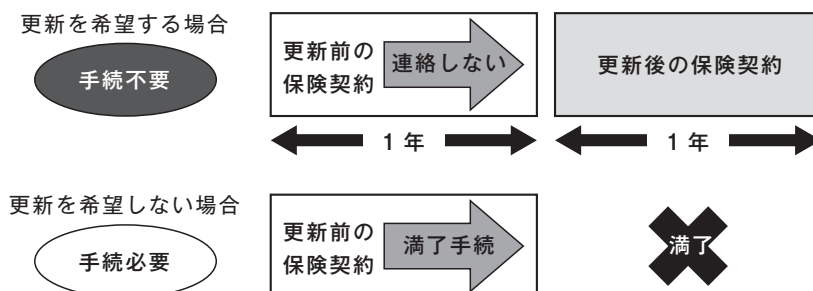 更新を希望する場合
手続不要
更新前の
保険契約
連絡しない
更新後の保険契約
1年
1年
更新を希望しない場合
手続必要
更新前の
保険契約
満了手続
満了